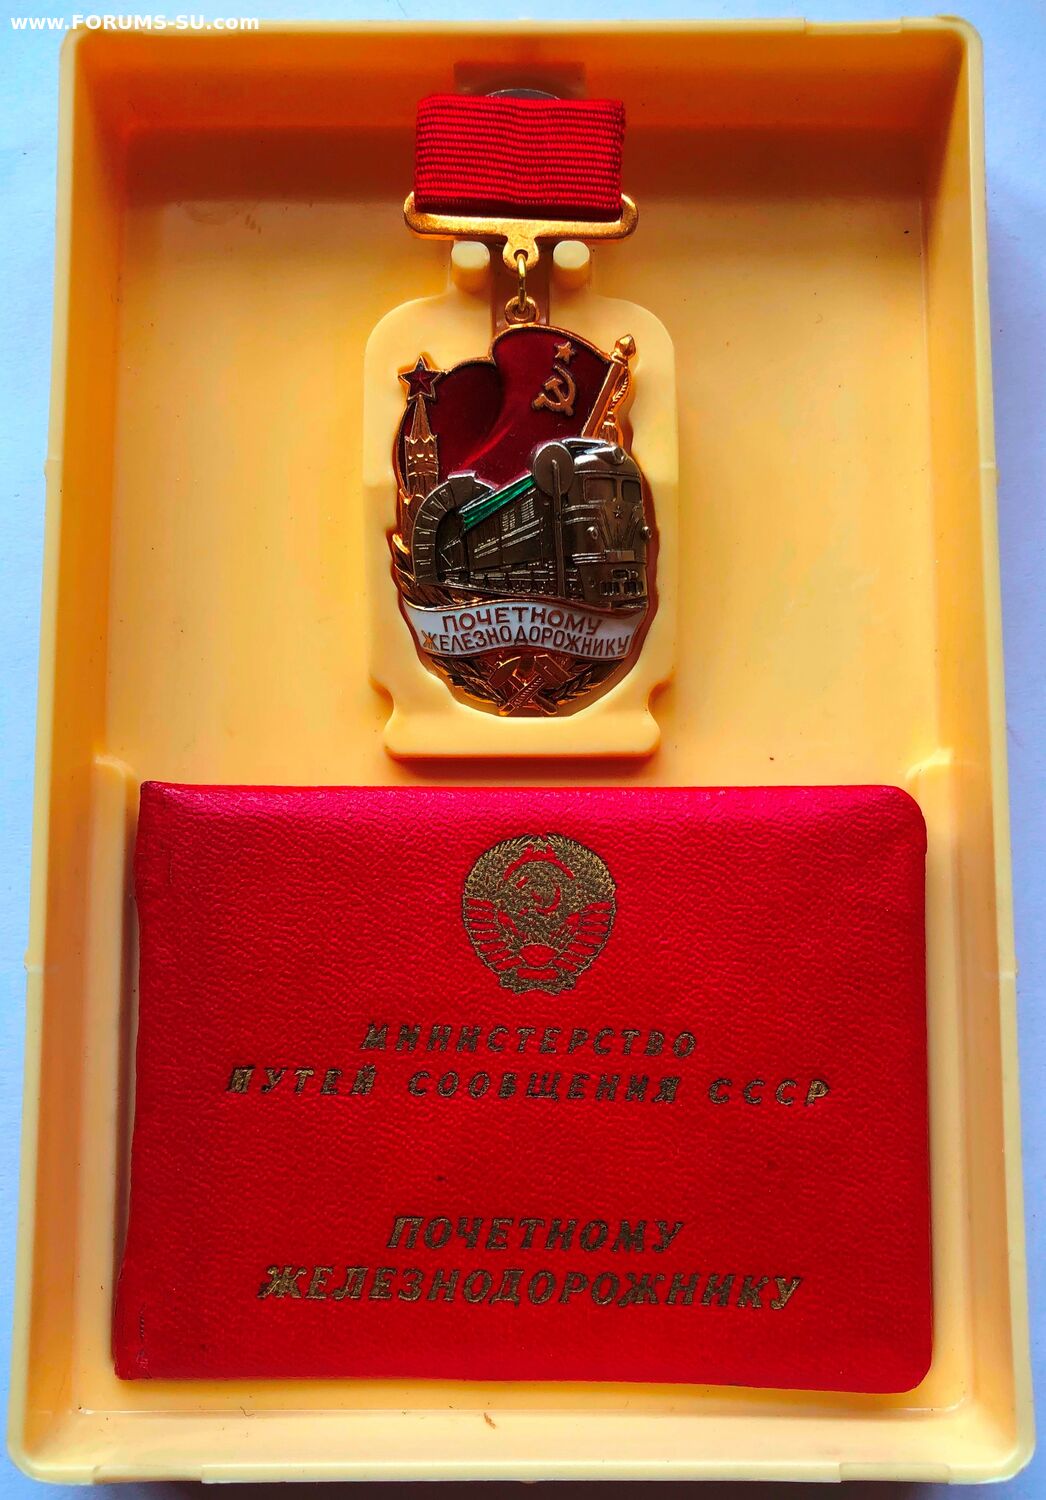 www.FORUMS-SU.com
ПОЧЕТНОМУ
ЖЕЛЕЗНОДОРОЖНИКУ
МИНИСТЕРСТВО
ПУТЕЙ СООБЩЕНИЯ СССР
ПОЧЕТНОМУ
ЖЕЛЕЗНОДОРОЖНИКУ